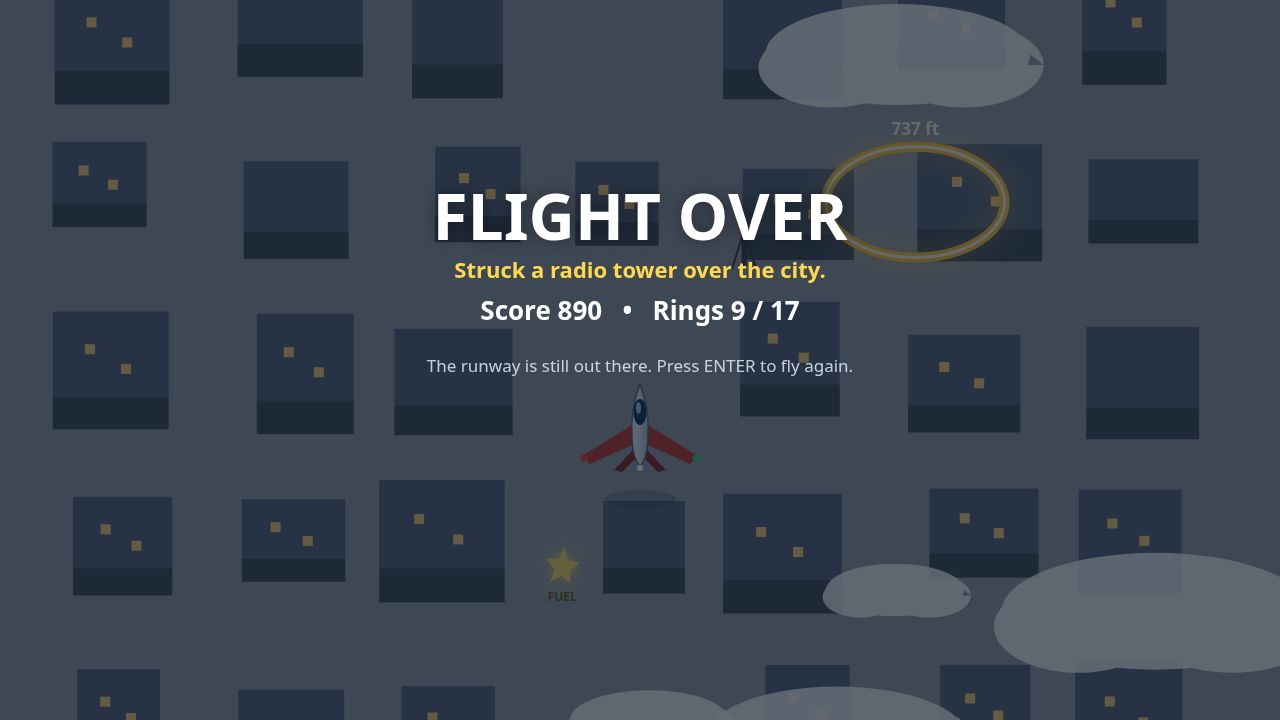 737 ft
FLIGHT OVER
Struck a radio tower over the city.
Score 890 • Rings 9 / 17
The runway is still out there. Press ENTER to fly again.
FUEL